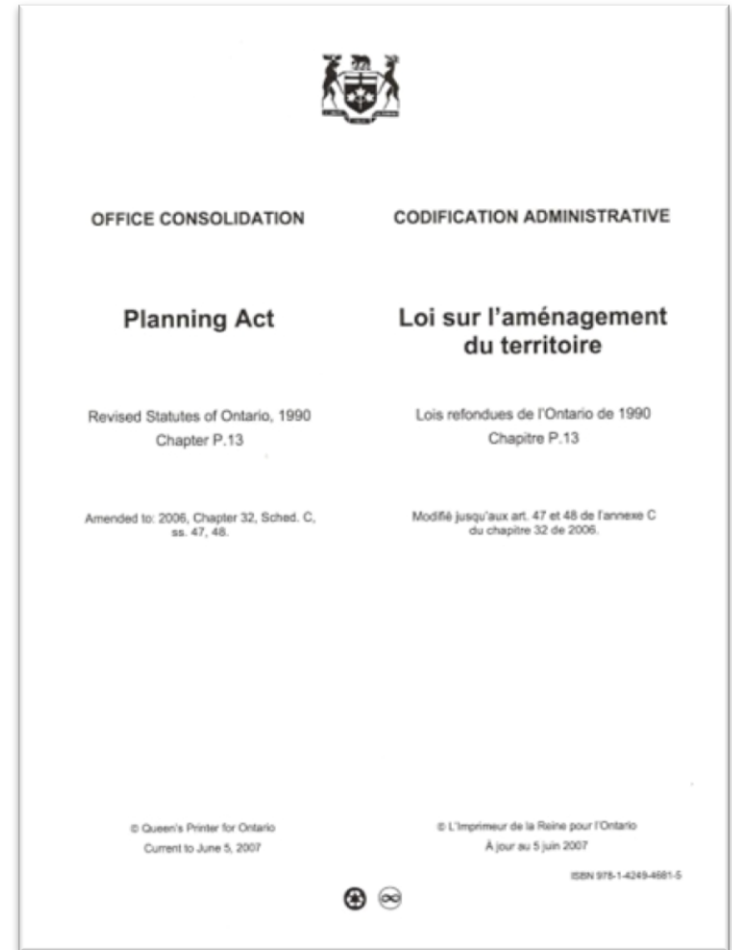 OFFICE CONSOLIDATION
Planning Act
Revised Statutes of Ontario, 1990
Chapter P.13
Amended to: 2006, Chapter 32, Sched. C,
ss. 47, 48.
© Queen's Printer for Ontario
Current to June 5, 2007
CODIFICATION ADMINISTRATIVE
Loi sur l'aménagement
du territoire
Lois refondues de l'Ontario de 1990
Chapitre P.13
Modifié jusqu'aux art. 47 et 48 de l'annexe C
du chapitre 32 de 2006.
© L'Imprimeur de la Reine pour l'Ontario
À jour au 5 juin 2007
ISBN 978-1-4249-4681-5